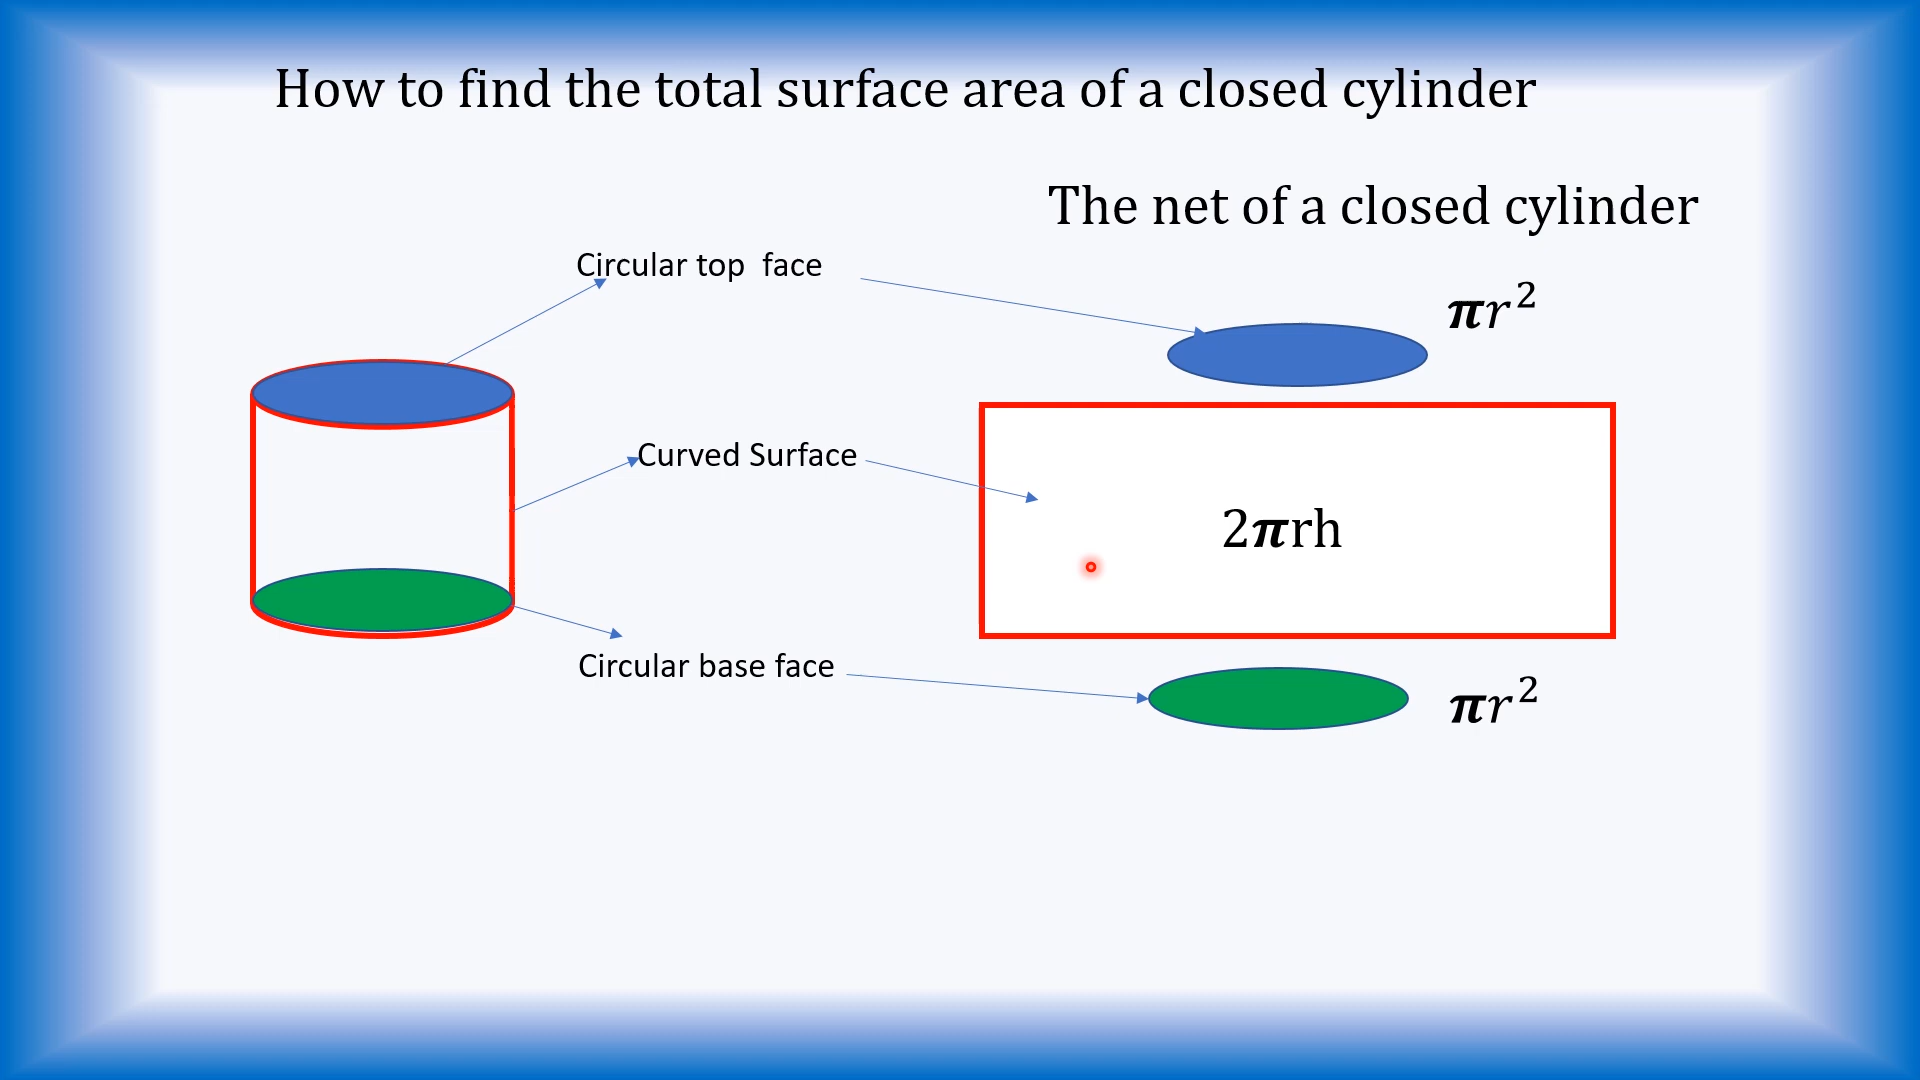 How to find the total surface area of a closed cylinder
The net of a closed cylinder
Circular top  face
𝝅𝑟²
Curved Surface
2𝝅rh
Circular base face
𝝅𝑟²